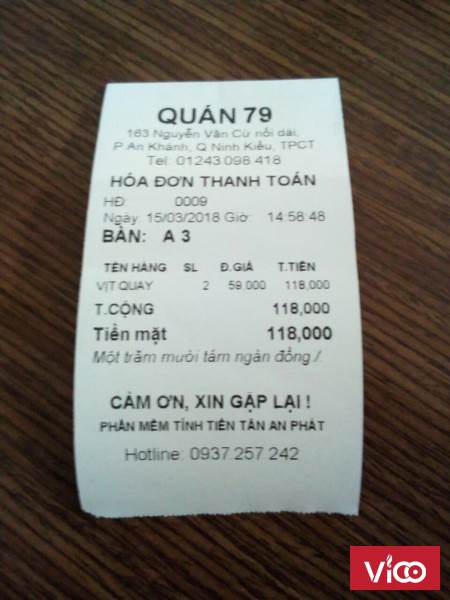 QUÁN 79
163 Nguyễn Văn Cừ nối dài,
P An Khánh, Q Ninh Kiều, TPCT
Tel: 01243 098 418
HÓA ĐƠN THANH TOÁN
HĐ: 0009
Ngày: 15/03/2018 Giờ: 14:58:48
BÀN: A 3
TÊN HÀNG SL Đ.GIÁ T.TIỀN
VỊT QUAY 2 59,000 118,000
T.CỘNG 118,000
Tiền mặt 118,000
Một trăm mười tám ngàn đồng./.
CẢM ƠN, XIN GẶP LẠI !
PHẦN MỀM TÍNH TIỀN TÂN AN PHÁT
Hotline: 0937 257 242
VICO